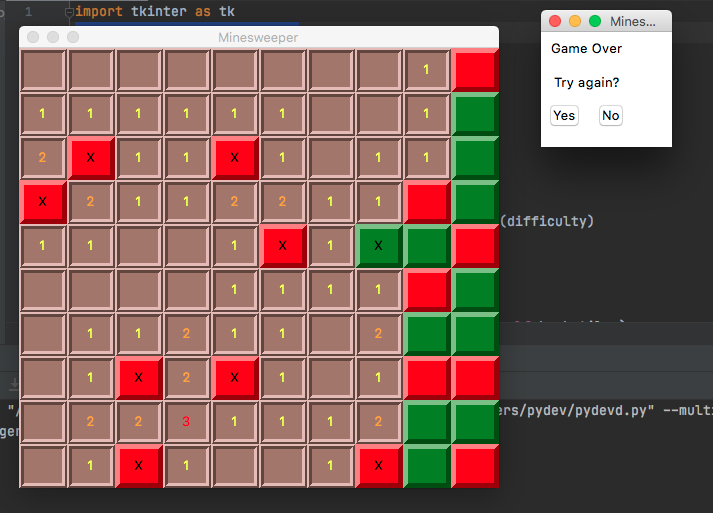 1 import tkinter as tk
Minesweeper
Mines...
Game Over
Try again?
Yes No
1
1 1 1 1 1 1 1
2 X 1 1 X 1 1 1
X 2 1 1 2 2 1 1
(difficulty)
1 1 1 X 1 X
1 1 1 1
1 1 2 1 1 2
1 X 2 X 1 1
"/ ers/pydev/pydevd.py" --multi
2 2 3 1 1 1 2
ger
1 X 1 1 X